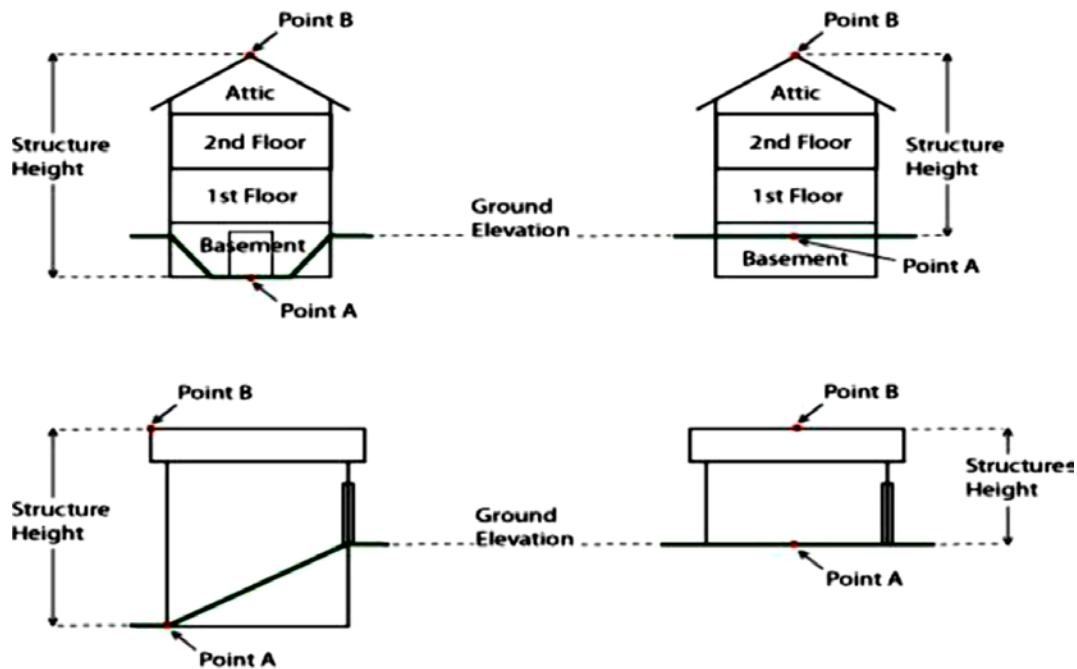 Point B
Attic
2nd Floor
1st Floor
Basement
Structure
Height
Point A
Ground
Elevation
Point B
Attic
2nd Floor
1st Floor
Basement
Structure
Height
Point A
Point B
Structure
Height
Point A
Ground
Elevation
Point B
Structures
Height
Point A